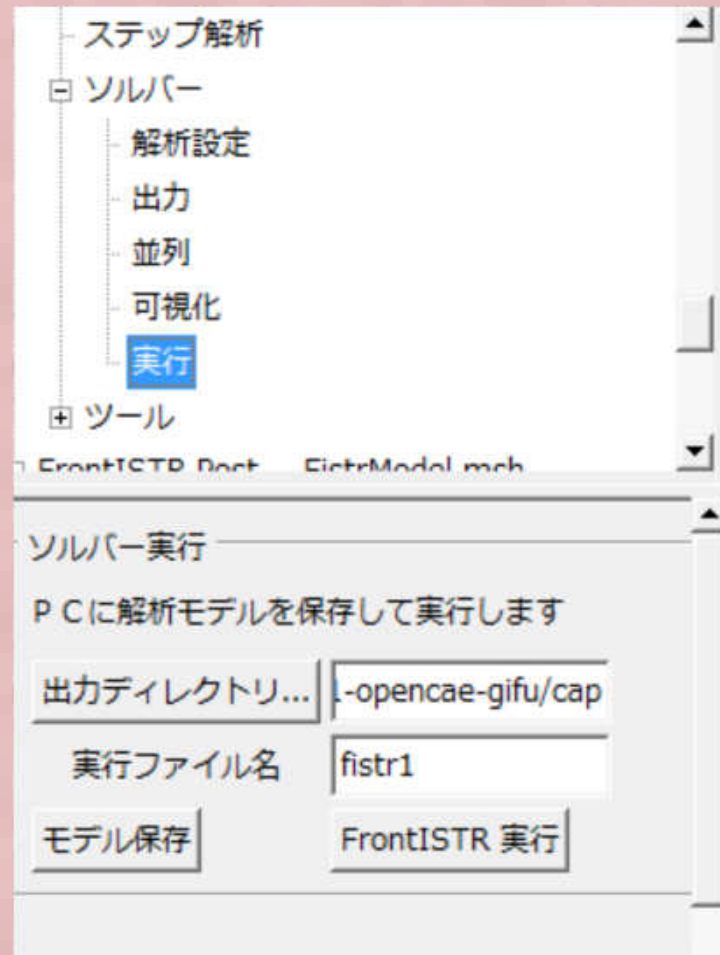 ステップ解析
ソルバー
解析設定
出力
並列
可視化
実行
ツール
FrontISTR Post FistrModel.msh
ソルバー実行
ＰＣに解析モデルを保存して実行します
出力ディレクトリ... -opencae-gifu/cap
実行ファイル名 fistr1
モデル保存 FrontISTR 実行